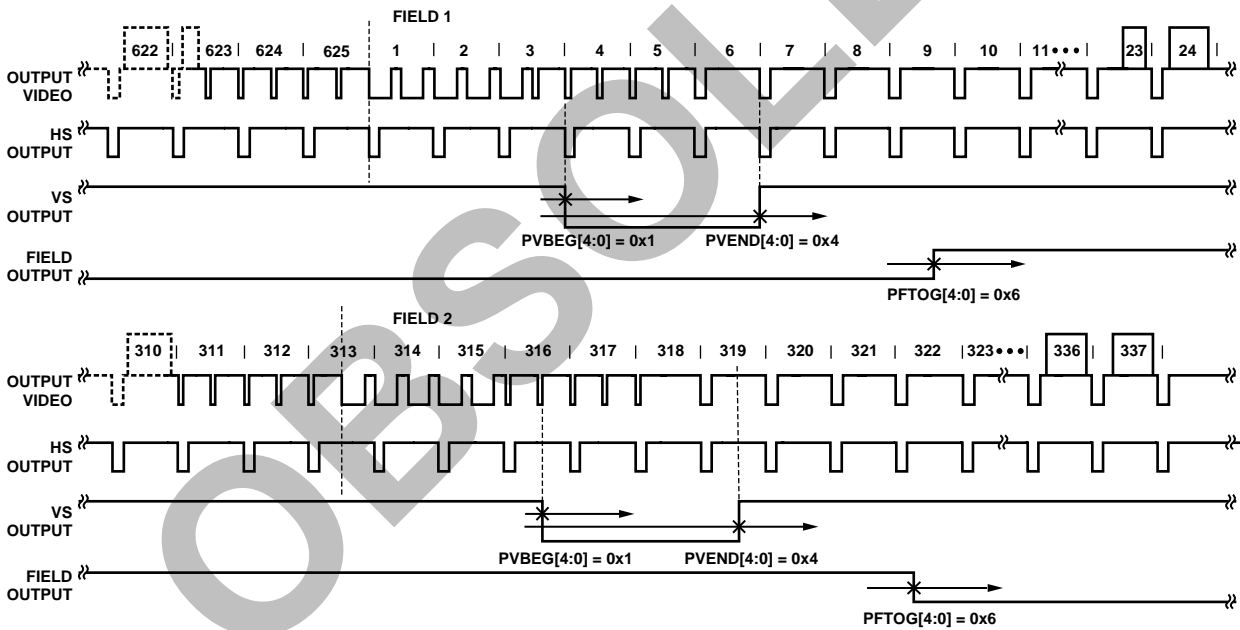 FIELD 1
622 623 624 625 1 2 3 4 5 6 7 8 9 10 11 23 24
OUTPUT
VIDEO
HS
OUTPUT
VS
OUTPUT
PVBEG[4:0] = 0x1 PVEND[4:0] = 0x4
FIELD
OUTPUT
PFTOG[4:0] = 0x6
FIELD 2
310 311 312 313 314 315 316 317 318 319 320 321 322 323 336 337
OUTPUT
VIDEO
HS
OUTPUT
VS
OUTPUT
PVBEG[4:0] = 0x1 PVEND[4:0] = 0x4
FIELD
OUTPUT
PFTOG[4:0] = 0x6